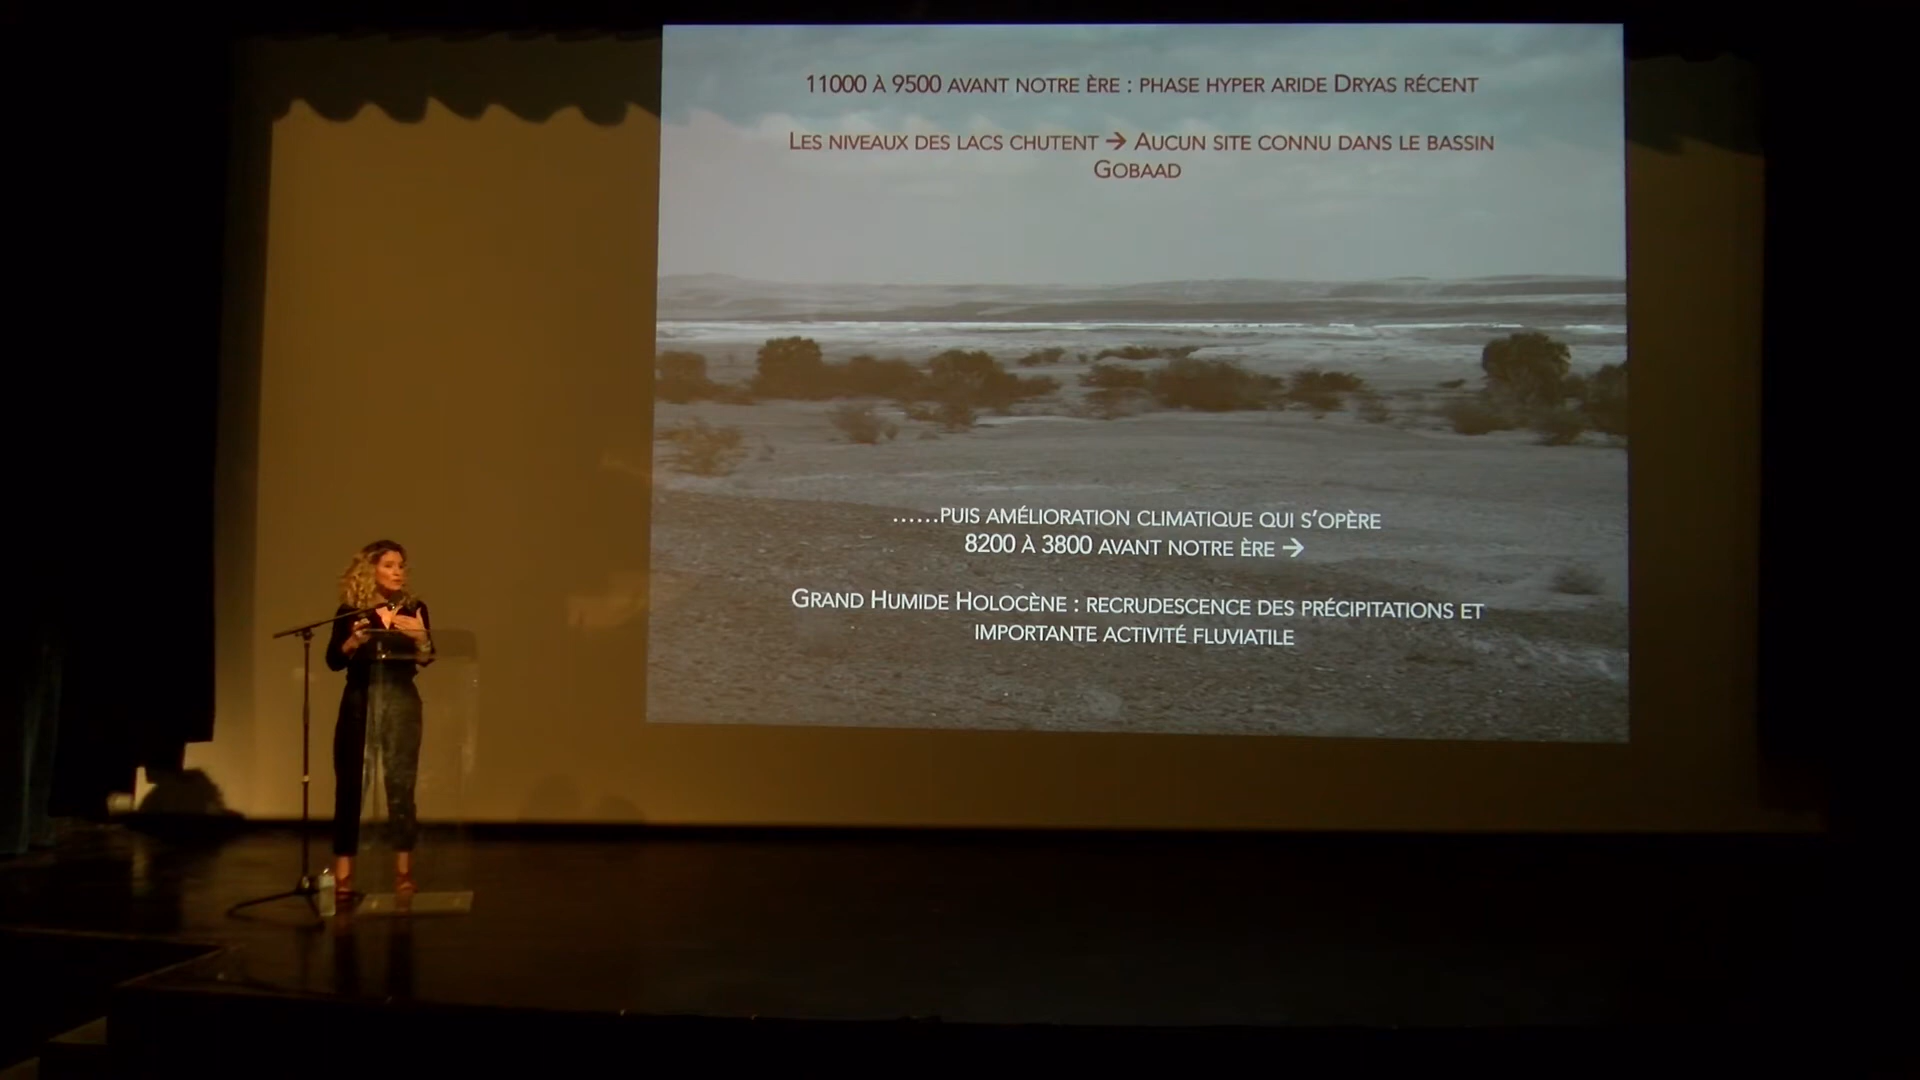 11000 À 9500 AVANT NOTRE ÈRE : PHASE HYPER ARIDE DRYAS RÉCENT
LES NIVEAUX DES LACS CHUTENT → AUCUN SITE CONNU DANS LE BASSIN
GOBAAD
......PUIS AMÉLIORATION CLIMATIQUE QUI S'OPÈRE
8200 À 3800 AVANT NOTRE ÈRE →
GRAND HUMIDE HOLOCÈNE : RECRUDESCENCE DES PRÉCIPITATIONS ET
IMPORTANTE ACTIVITÉ FLUVIATILE